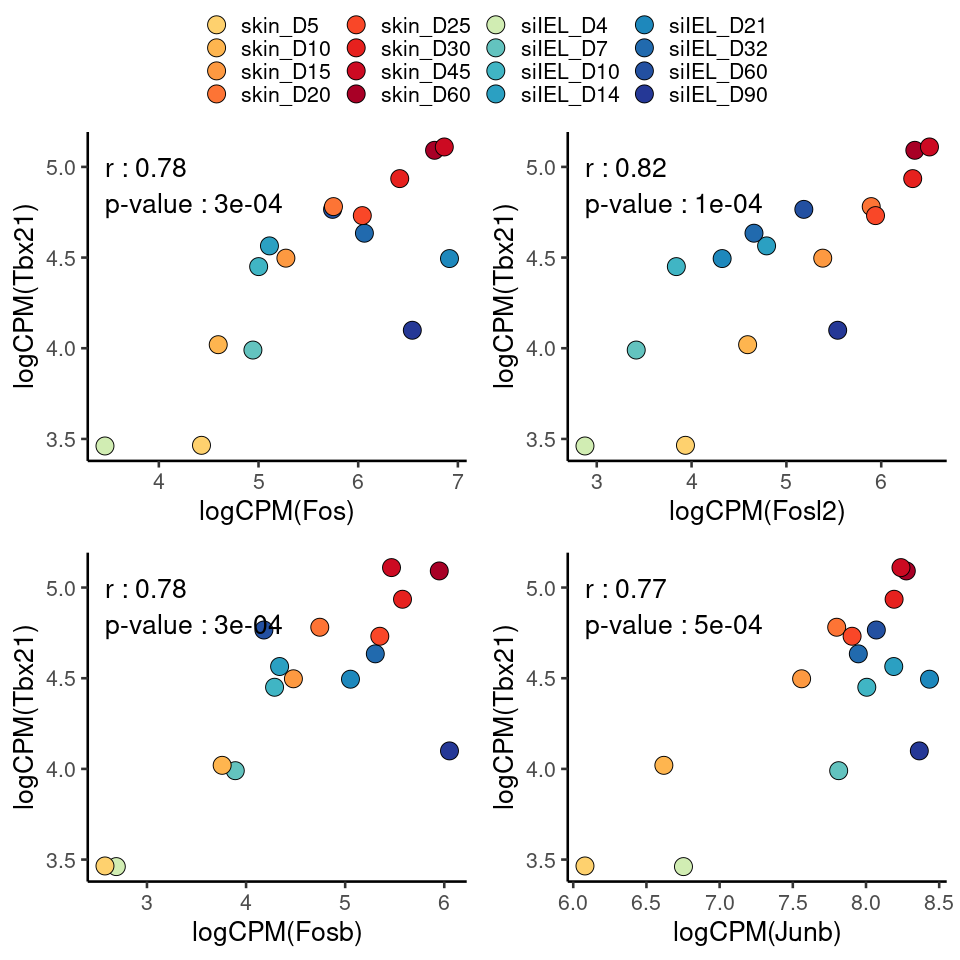 skin_D5 skin_D25 siIEL_D4 siIEL_D21
skin_D10 skin_D30 siIEL_D7 siIEL_D32
skin_D15 skin_D45 siIEL_D10 siIEL_D60
skin_D20 skin_D60 siIEL_D14 siIEL_D90
r : 0.78
p-value : 3e-04
logCPM(Tbx21)
5.0
4.5
4.0
3.5
4 5 6 7
logCPM(Fos)
r : 0.82
p-value : 1e-04
logCPM(Tbx21)
5.0
4.5
4.0
3.5
3 4 5 6
logCPM(Fosl2)
r : 0.78
p-value : 3e-04
logCPM(Tbx21)
5.0
4.5
4.0
3.5
3 4 5 6
logCPM(Fosb)
r : 0.77
p-value : 5e-04
logCPM(Tbx21)
5.0
4.5
4.0
3.5
6.0 6.5 7.0 7.5 8.0 8.5
logCPM(Junb)